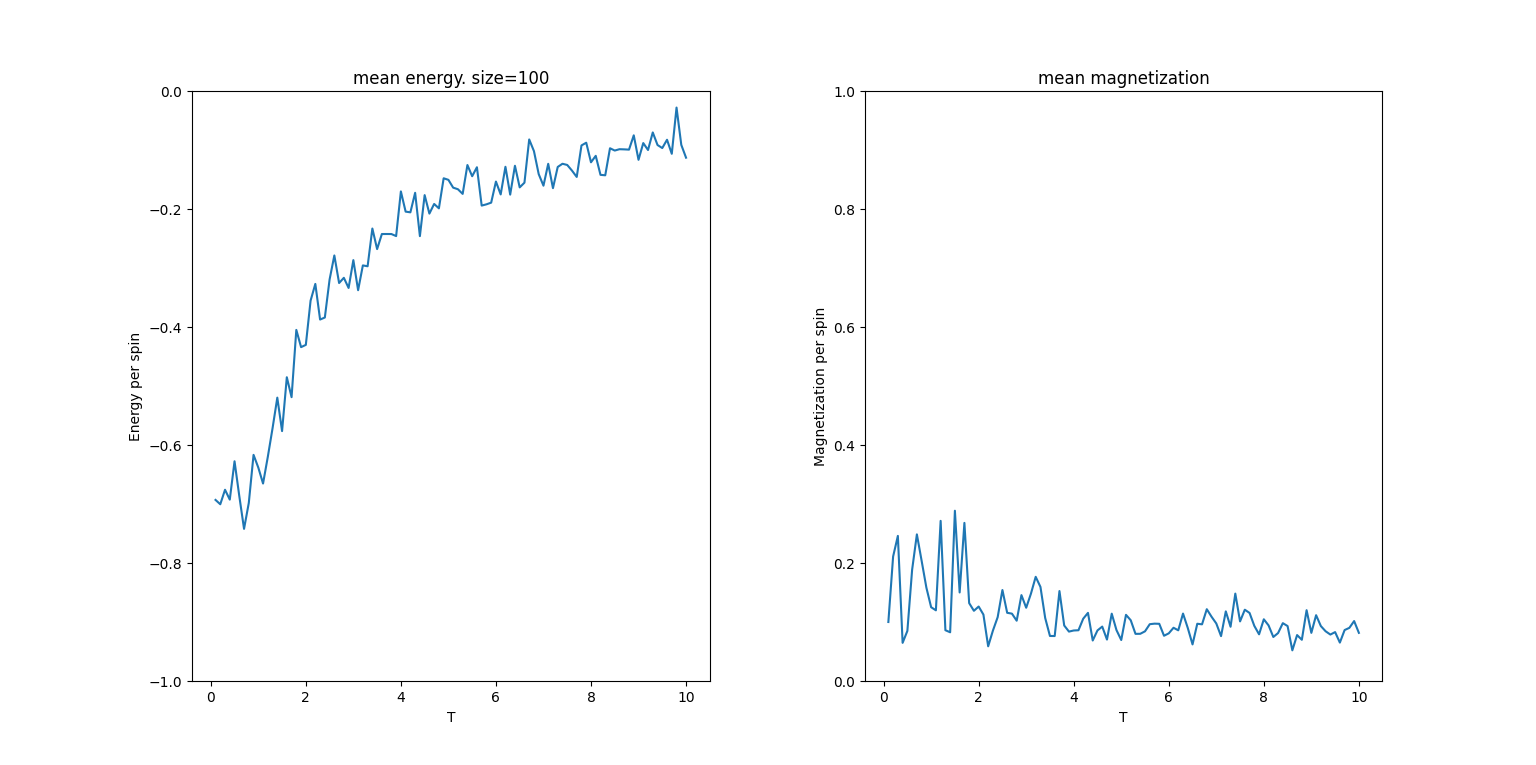 mean energy. size=100
0.0
−0.2
−0.4
−0.6
−0.8
−1.0
Energy per spin
0 2 4 6 8 10
T
mean magnetization
1.0
0.8
0.6
0.4
0.2
0.0
Magnetization per spin
0 2 4 6 8 10
T